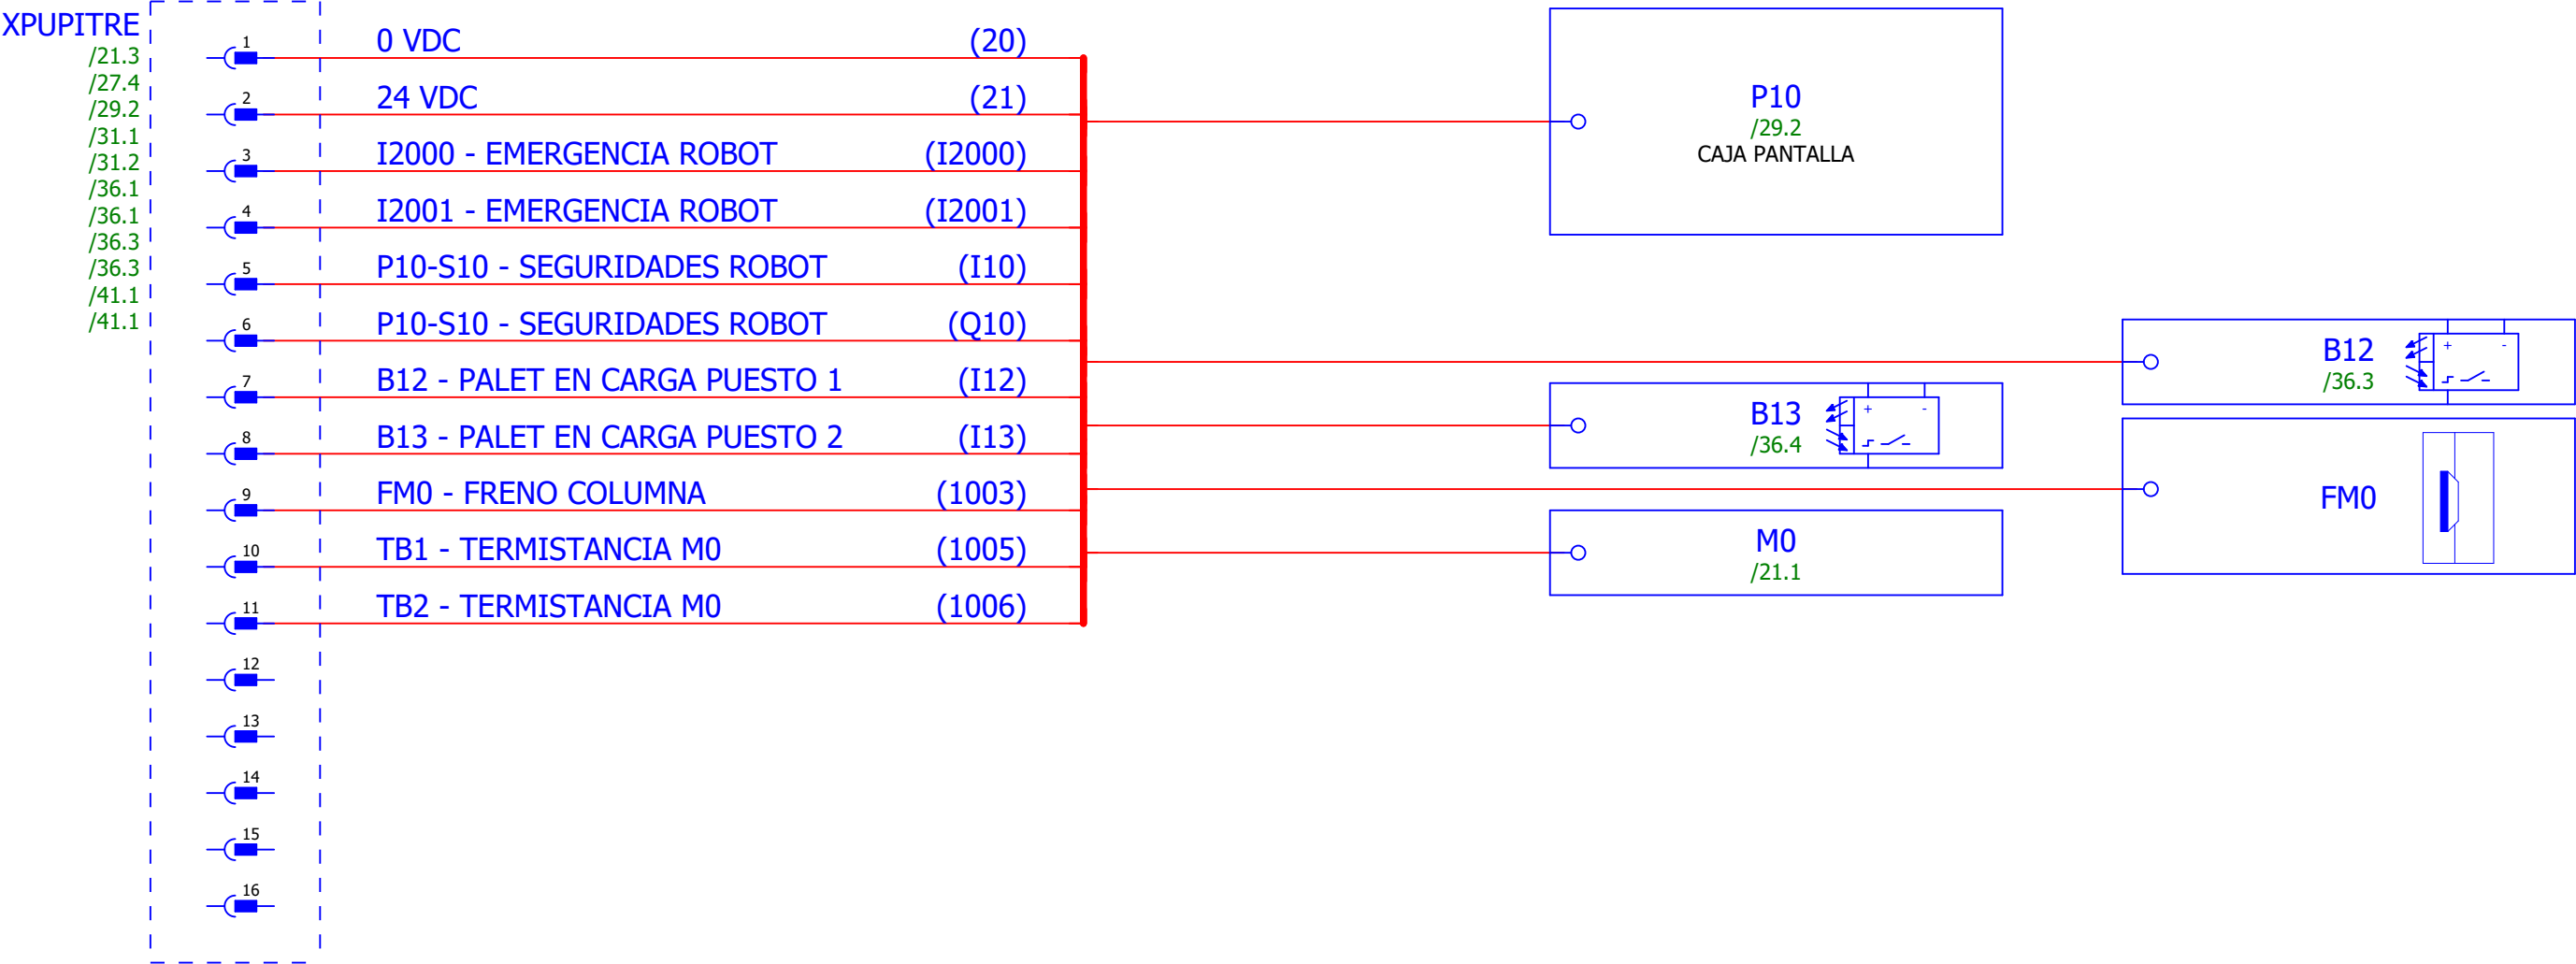 XPUPITRE
/21.3
/27.4
/29.2
/31.1
/31.2
/36.1
/36.1
/36.3
/36.3
/41.1
/41.1
1 0 VDC (20)
2 24 VDC (21)
3 I2000 - EMERGENCIA ROBOT (I2000)
4 I2001 - EMERGENCIA ROBOT (I2001)
5 P10-S10 - SEGURIDADES ROBOT (I10)
6 P10-S10 - SEGURIDADES ROBOT (Q10)
7 B12 - PALET EN CARGA PUESTO 1 (I12)
8 B13 - PALET EN CARGA PUESTO 2 (I13)
9 FM0 - FRENO COLUMNA (1003)
10 TB1 - TERMISTANCIA M0 (1005)
11 TB2 - TERMISTANCIA M0 (1006)
12
13
14
15
16
P10
/29.2
CAJA PANTALLA
B12
/36.3
+ -
B13
/36.4
+ -
FM0
M0
/21.1